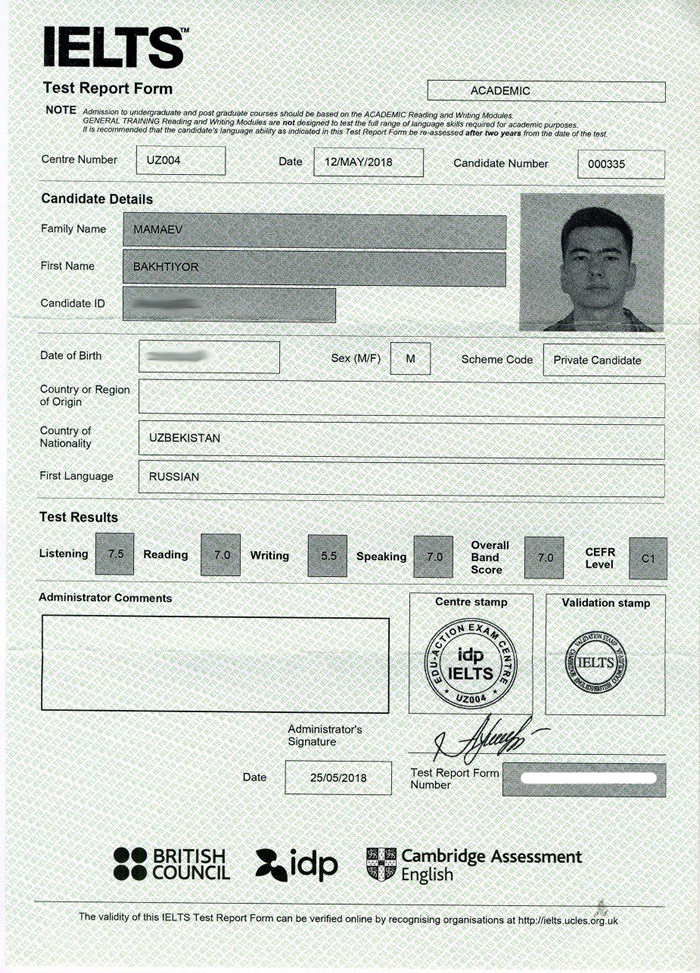 IELTS™
Test Report Form
ACADEMIC
NOTE Admission to undergraduate and post graduate courses should be based on the ACADEMIC Reading and Writing Modules.
GENERAL TRAINING Reading and Writing Modules are not designed to test the full range of language skills required for academic purposes.
It is recommended that the candidate's language ability as indicated in this Test Report Form be re-assessed after two years from the date of the test.
Centre Number UZ004 Date 12/MAY/2018 Candidate Number 000335
Candidate Details
Family Name MAMAEV
First Name BAKHTIYOR
Candidate ID
Date of Birth Sex (M/F) M Scheme Code Private Candidate
Country or Region
of Origin
Country of
Nationality UZBEKISTAN
First Language RUSSIAN
Test Results
Listening 7.5 Reading 7.0 Writing 5.5 Speaking 7.0 Overall Band Score 7.0 CEFR Level C1
Administrator Comments
Centre stamp
Validation stamp
EDU-ACTION EXAM CENTRE
idp
IELTS
UZ004
IELTS
Administrator's
Signature
Date 25/05/2018
Test Report Form
Number
BRITISH
COUNCIL
idp
Cambridge Assessment
English
The validity of this IELTS Test Report Form can be verified online by recognising organisations at http://ielts.ucles.org.uk